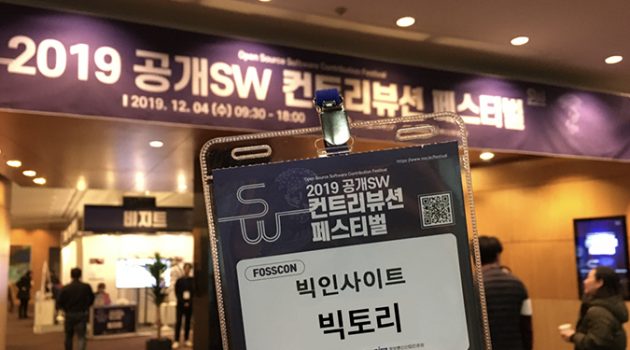 Open Source Software Contribution Festival
2019 공개SW 컨트리뷰션 페스티벌
2019. 12. 04 (수) 09:30 - 18:00
비지트
Open Source Software Contribution Festival
SW
2019 공개SW
컨트리뷰션
페스티벌
FOSSCON
빅인사이트
빅토리